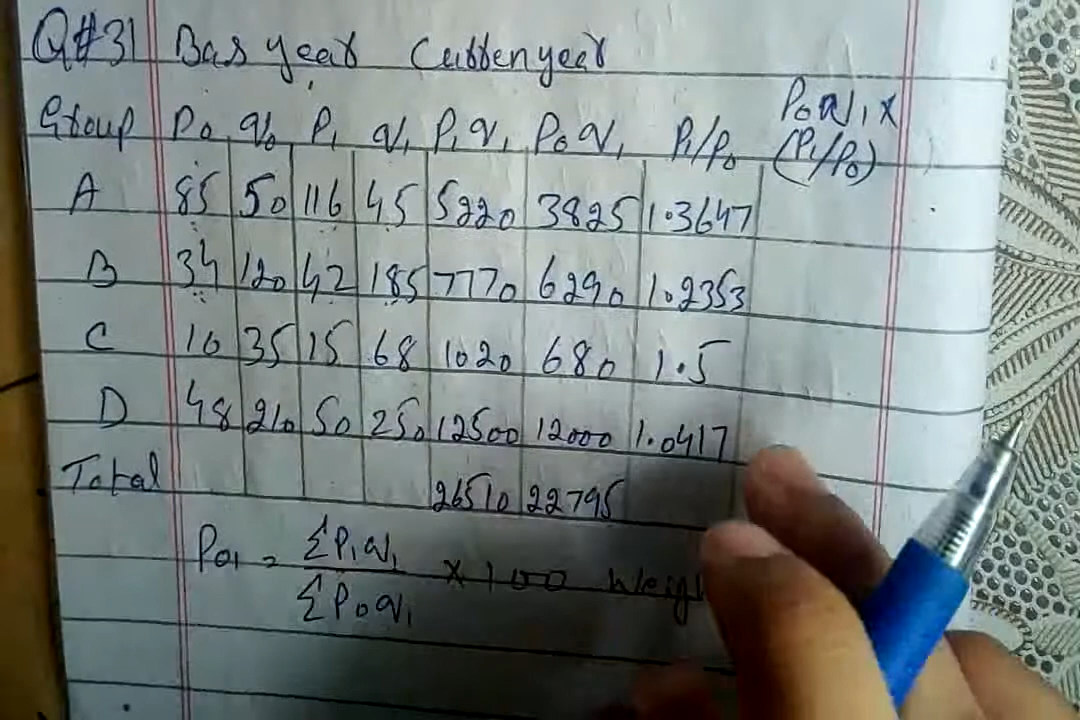 Q#31 Bas year Curren year
Group P₀ q₀ P₁ q₁ P₁q₁ P₀q₁ P₁/P₀ P₀q₁ x (P₁/P₀)
A 85 50 116 45 5220 3825 1.3647
B 34 120 42 185 7770 6290 1.2353
C 10 35 15 68 1020 680 1.5
D 48 210 50 250 12500 12000 1.0417
Total 26510 22795
P₀₁ = ΣP₁q₁ / ΣP₀q₁ x 100